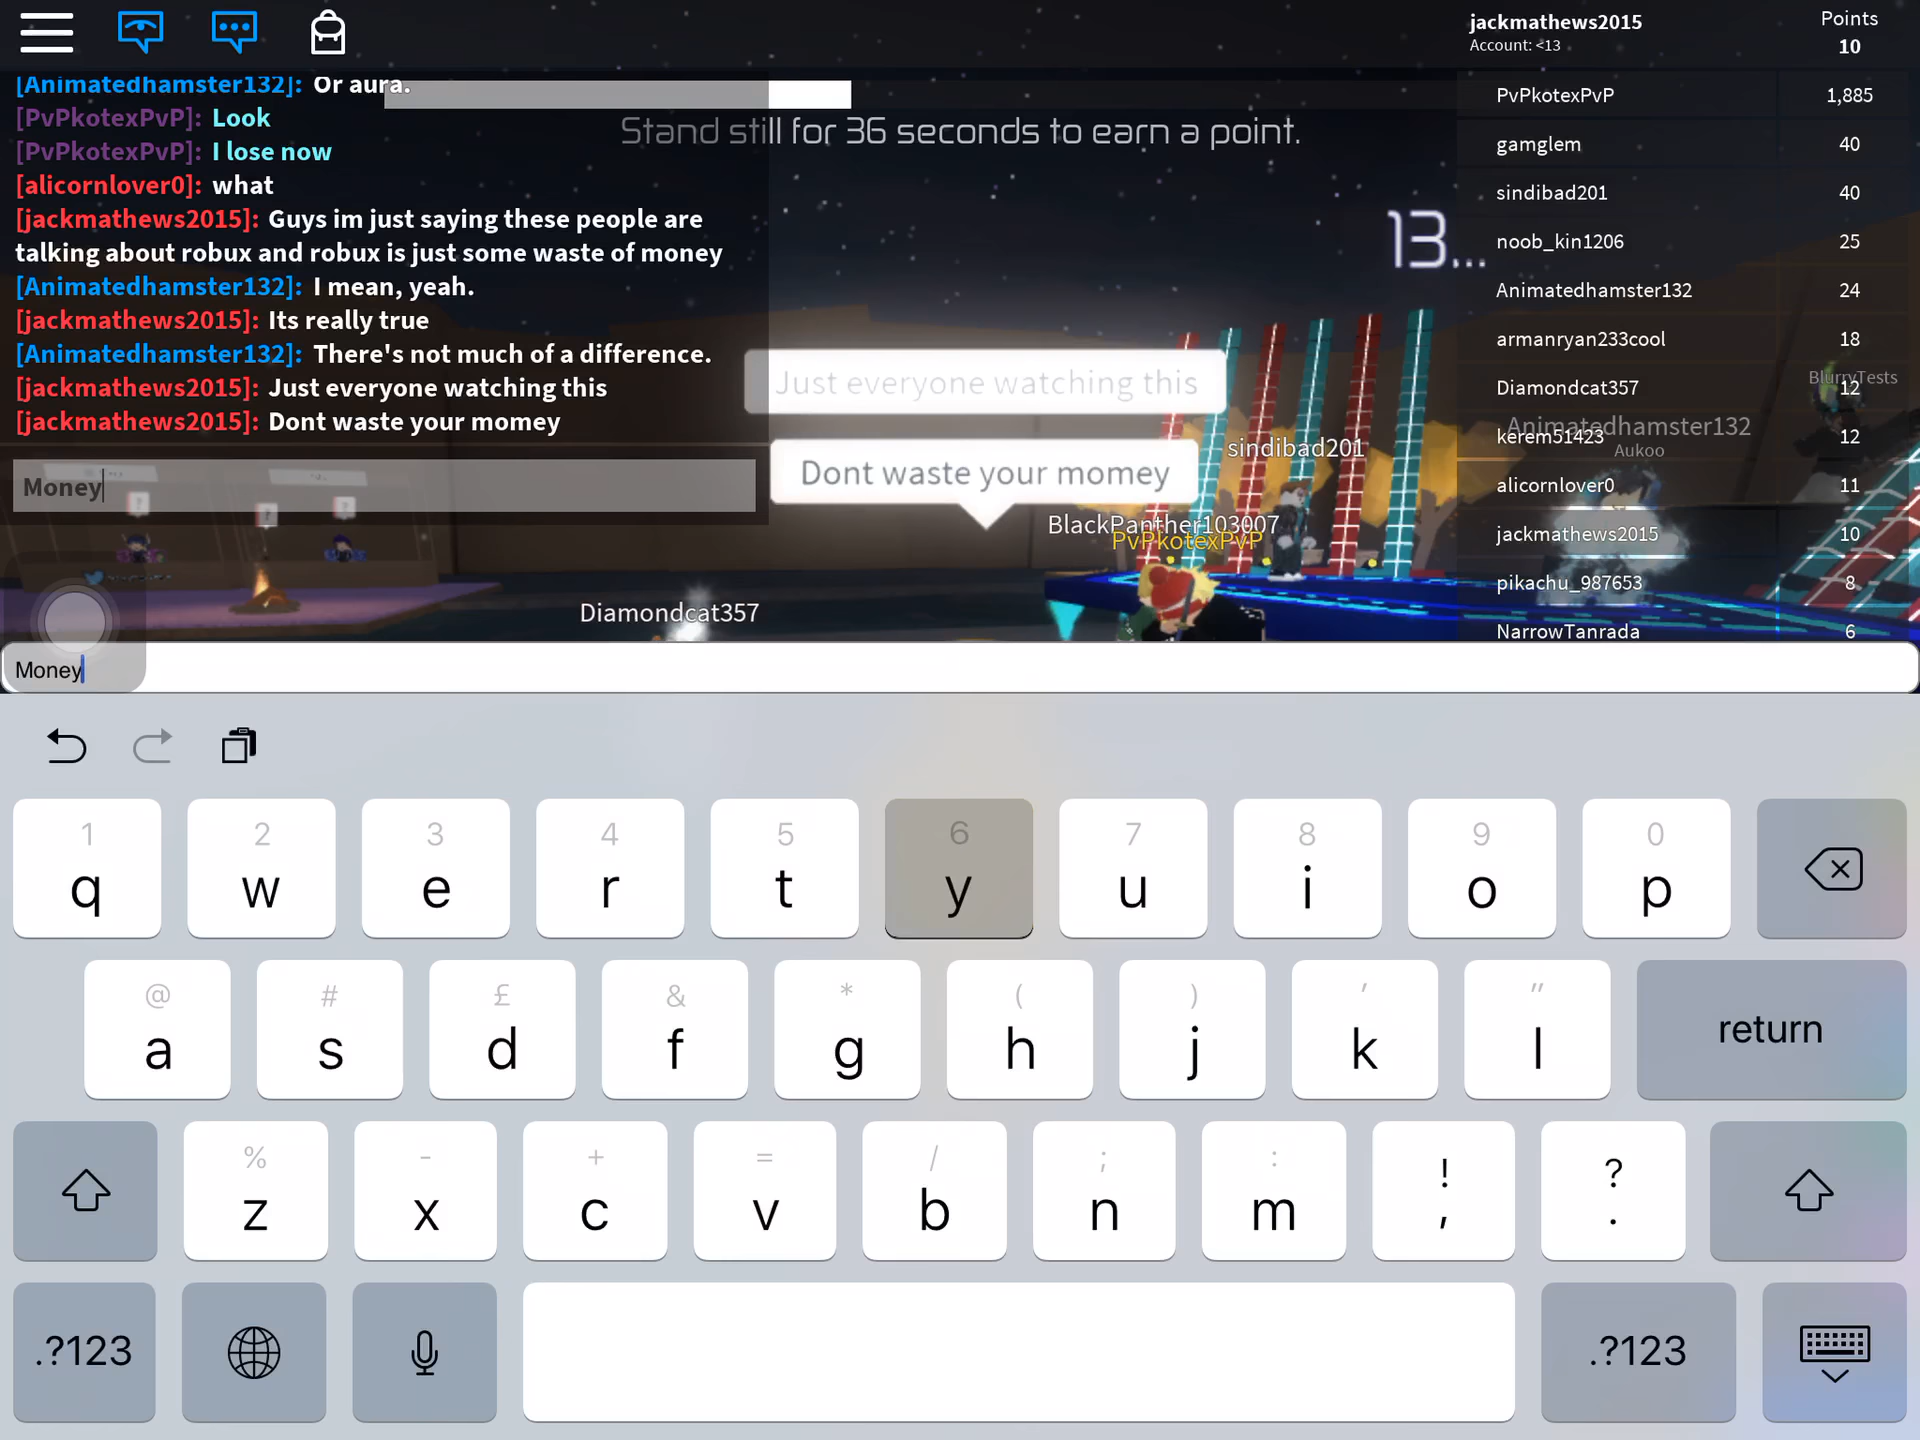 jackmathews2015
Account: <13
Points
10
[Animatedhamster132]: Or aura.
[PvPkotexPvP]: Look
[PvPkotexPvP]: I lose now
[alicornlover0]: what
[jackmathews2015]: Guys im just saying these people are
talking about robux and robux is just some waste of money
[Animatedhamster132]: I mean, yeah.
[jackmathews2015]: Its really true
[Animatedhamster132]: There's not much of a difference.
[jackmathews2015]: Just everyone watching this
[jackmathews2015]: Dont waste your momey
Money
Stand still for 36 seconds to earn a point.
13...
Just everyone watching this
Dont waste your momey
sindibad201
BlackPanther103007
PvPkotexPvP
Diamondcat357
PvPkotexPvP 1,885
gamglem 40
sindibad201 40
noob_kin1206 25
Animatedhamster132 24
armanryan233cool 18
BlurryTests
Diamondcat357 12
Animatedhamster132
kerem51423 12
Aukoo
alicornlover0 11
jackmathews2015 10
pikachu_987653 8
NarrowTanrada 6
Money
1 2 3 4 5 6 7 8 9 0
q w e r t y u i o p
@ # £ & * ( ) ' "
a s d f g h j k l return
% - + = / ; : ! ?
z x c v b n m , .
.?123 .?123